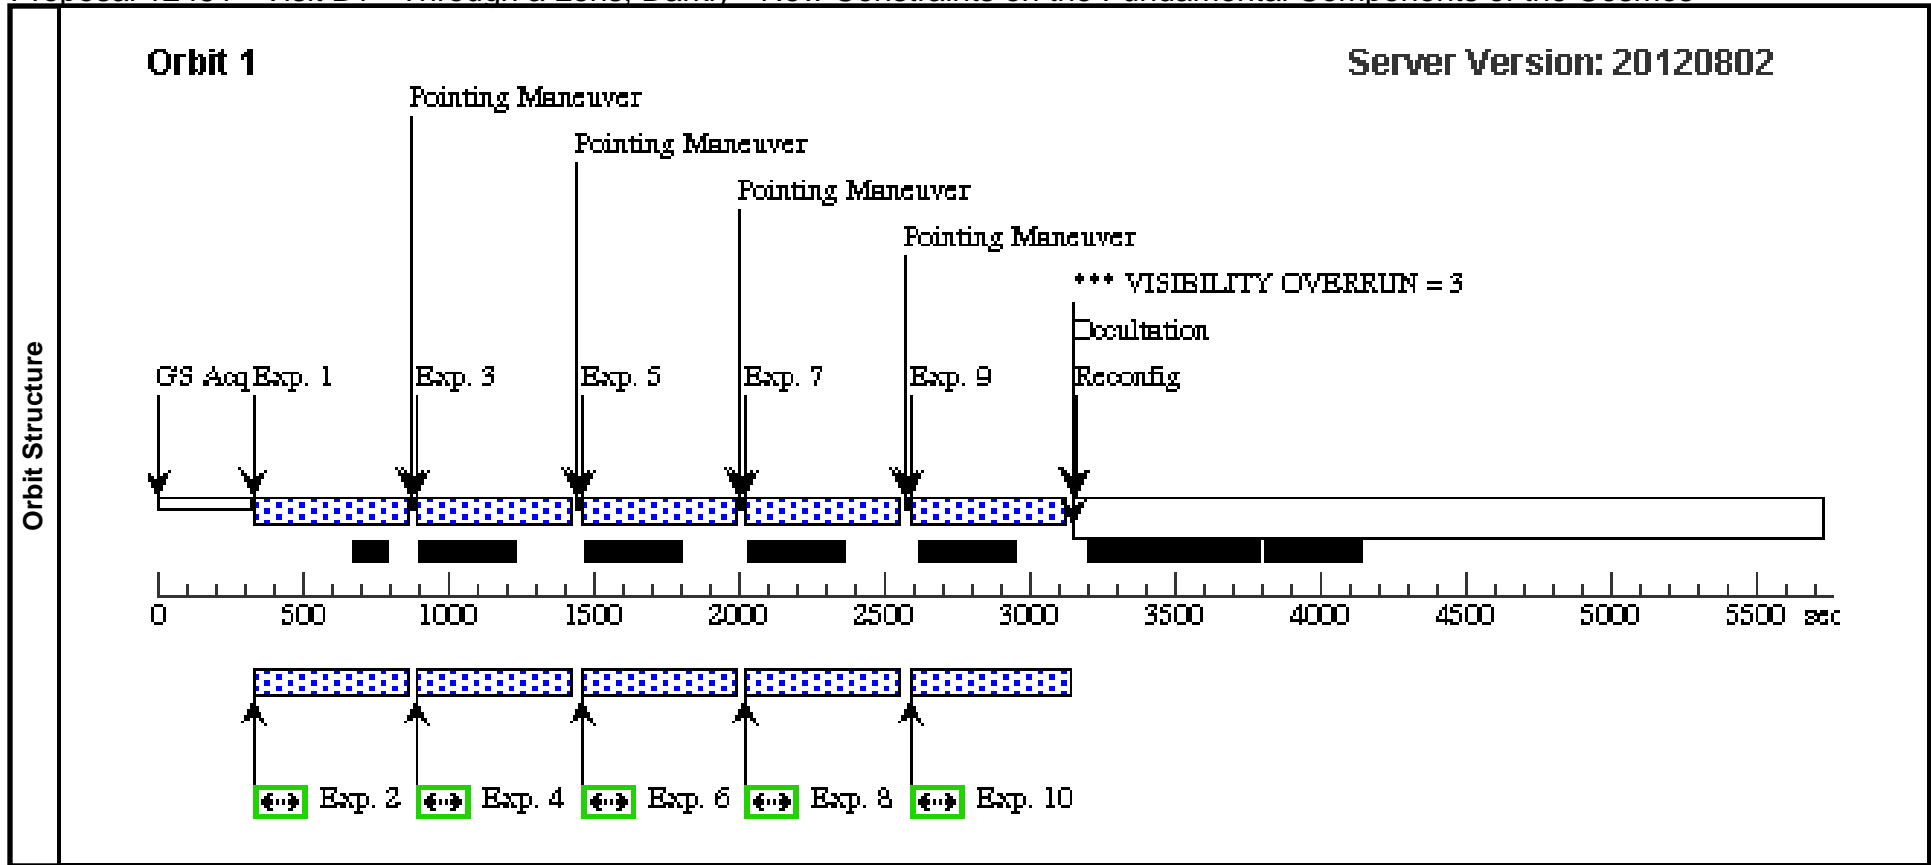 Orbit 1
Server Version: 20120802
Pointing Maneuver
Pointing Maneuver
Pointing Maneuver
Pointing Maneuver
*** VISIBILITY OVERRUN = 3
Occultation
GS Acq Exp. 1 Exp. 3 Exp. 5 Exp. 7 Exp. 9 Reconfig
Orbit Structure
0 500 1000 1500 2000 2500 3000 3500 4000 4500 5000 5500 sec
Exp. 2 Exp. 4 Exp. 6 Exp. 8 Exp. 10